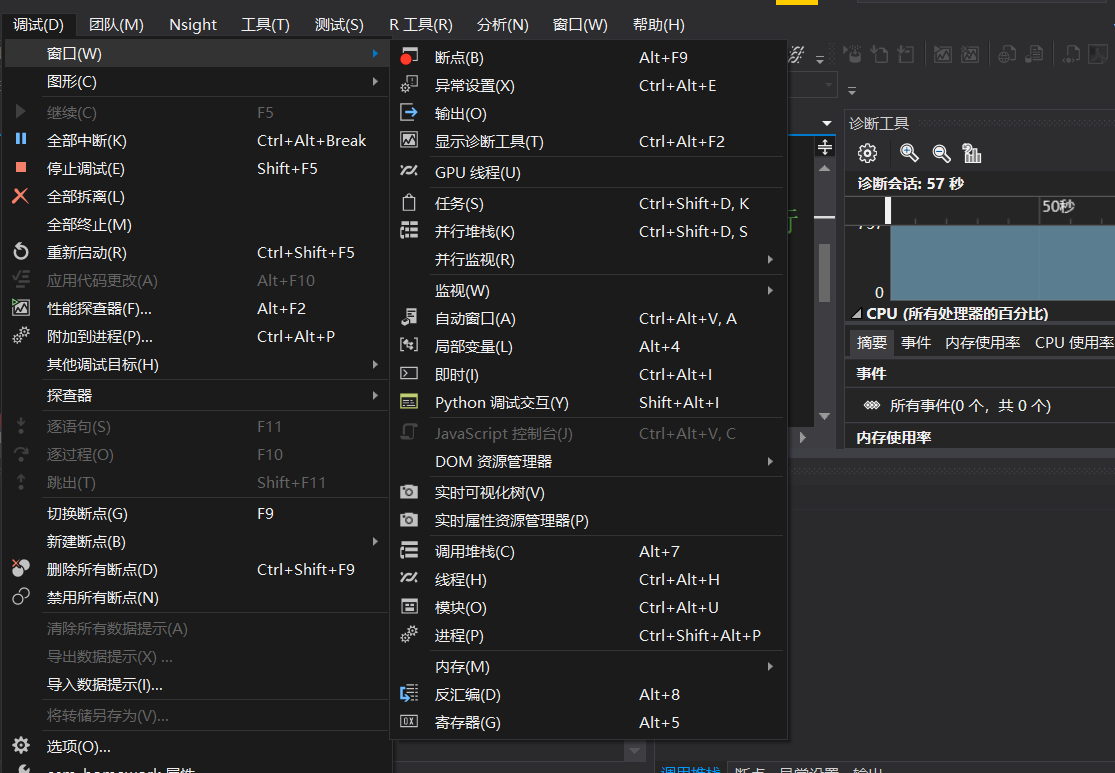 调试(D) 团队(M) Nsight 工具(T) 测试(S) R 工具(R) 分析(N) 窗口(W) 帮助(H)
窗口(W)
图形(C)
继续(C) F5
全部中断(K) Ctrl+Alt+Break
停止调试(E) Shift+F5
全部拆离(L)
全部终止(M)
重新启动(R) Ctrl+Shift+F5
应用代码更改(A) Alt+F10
性能探查器(F)... Alt+F2
附加到进程(P)... Ctrl+Alt+P
其他调试目标(H)
探查器
逐语句(S) F11
逐过程(O) F10
跳出(T) Shift+F11
切换断点(G) F9
新建断点(B)
删除所有断点(D) Ctrl+Shift+F9
禁用所有断点(N)
清除所有数据提示(A)
导出数据提示(X) ...
导入数据提示(I)...
将转储另存为(V)...
选项(O)...
断点(B) Alt+F9
异常设置(X) Ctrl+Alt+E
输出(O)
显示诊断工具(T) Ctrl+Alt+F2
GPU 线程(U)
任务(S) Ctrl+Shift+D, K
并行堆栈(K) Ctrl+Shift+D, S
并行监视(R)
监视(W)
自动窗口(A) Ctrl+Alt+V, A
局部变量(L) Alt+4
即时(I) Ctrl+Alt+I
Python 调试交互(Y) Shift+Alt+I
JavaScript 控制台(J) Ctrl+Alt+V, C
DOM 资源管理器
实时可视化树(V)
实时属性资源管理器(P)
调用堆栈(C) Alt+7
线程(H) Ctrl+Alt+H
模块(O) Ctrl+Alt+U
进程(P) Ctrl+Shift+Alt+P
内存(M)
反汇编(D) Alt+8
寄存器(G) Alt+5
诊断工具
诊断会话: 57 秒
50秒
0
CPU (所有处理器的百分比)
摘要 事件 内存使用率 CPU 使用率
事件
所有事件(0 个，共 0 个)
内存使用率
调用堆栈 断点 异常设置 输出